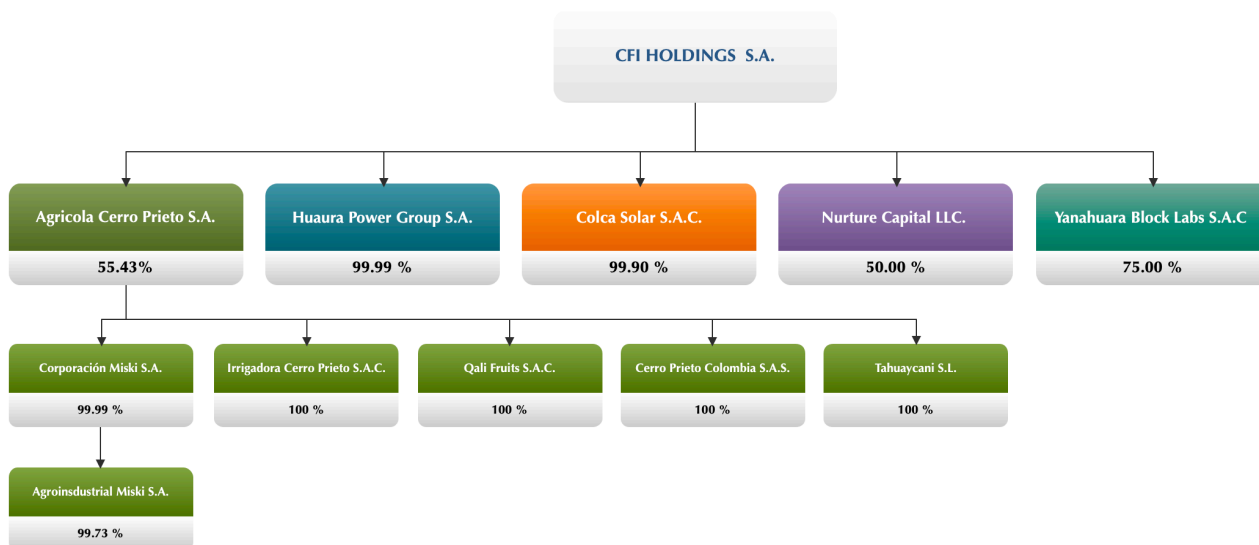 CFI HOLDINGS S.A.
Agricola Cerro Prieto S.A.
55.43%
Huaura Power Group S.A.
99.99 %
Colca Solar S.A.C.
99.90 %
Nurture Capital LLC.
50.00 %
Yanahuara Block Labs S.A.C
75.00 %
Corporación Miski S.A.
99.99 %
Irrigadora Cerro Prieto S.A.C.
100 %
Qali Fruits S.A.C.
100 %
Cerro Prieto Colombia S.A.S.
100 %
Tahuaycani S.L.
100 %
Agroinsdustrial Miski S.A.
99.73 %